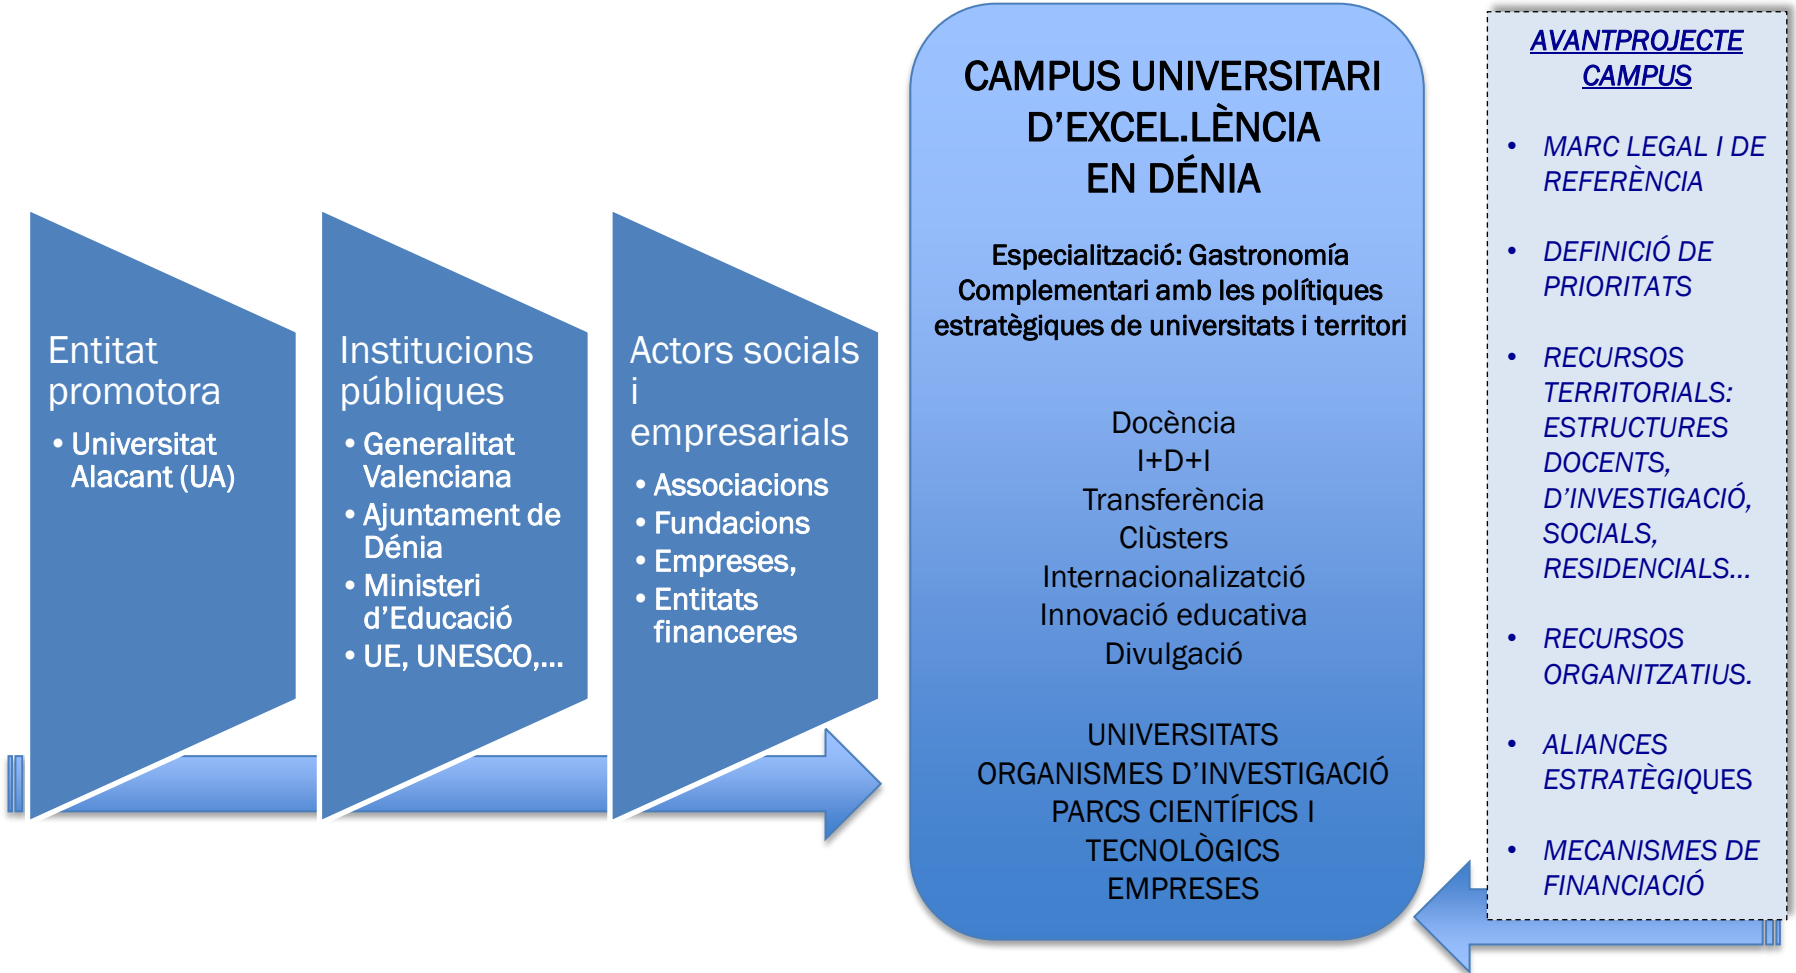 Entitat
promotora
• Universitat
Alacant (UA)
Institucions
públiques
• Generalitat
Valenciana
• Ajuntament de
Dénia
• Ministeri
d’Educació
• UE, UNESCO,...
Actors socials
i
empresarials
• Associacions
• Fundacions
• Empreses,
• Entitats
financeres
CAMPUS UNIVERSITARI
D’EXCEL.LÈNCIA
EN DÉNIA
Especialització: Gastronomía
Complementari amb les polítiques
estratègiques de universitats i territori
Docència
I+D+I
Transferència
Clùsters
Internacionalizatció
Innovació educativa
Divulgació
UNIVERSITATS
ORGANISMES D’INVESTIGACIÓ
PARCS CIENTÍFICS I
TECNOLÒGICS
EMPRESES
AVANTPROJECTE
CAMPUS
• MARC LEGAL I DE
REFERÈNCIA
• DEFINICIÓ DE
PRIORITATS
• RECURSOS
TERRITORIALS:
ESTRUCTURES
DOCENTS,
D’INVESTIGACIÓ,
SOCIALS,
RESIDENCIALS...
• RECURSOS
ORGANITZATIUS.
• ALIANCES
ESTRATÈGIQUES
• MECANISMES DE
FINANCIACIÓ